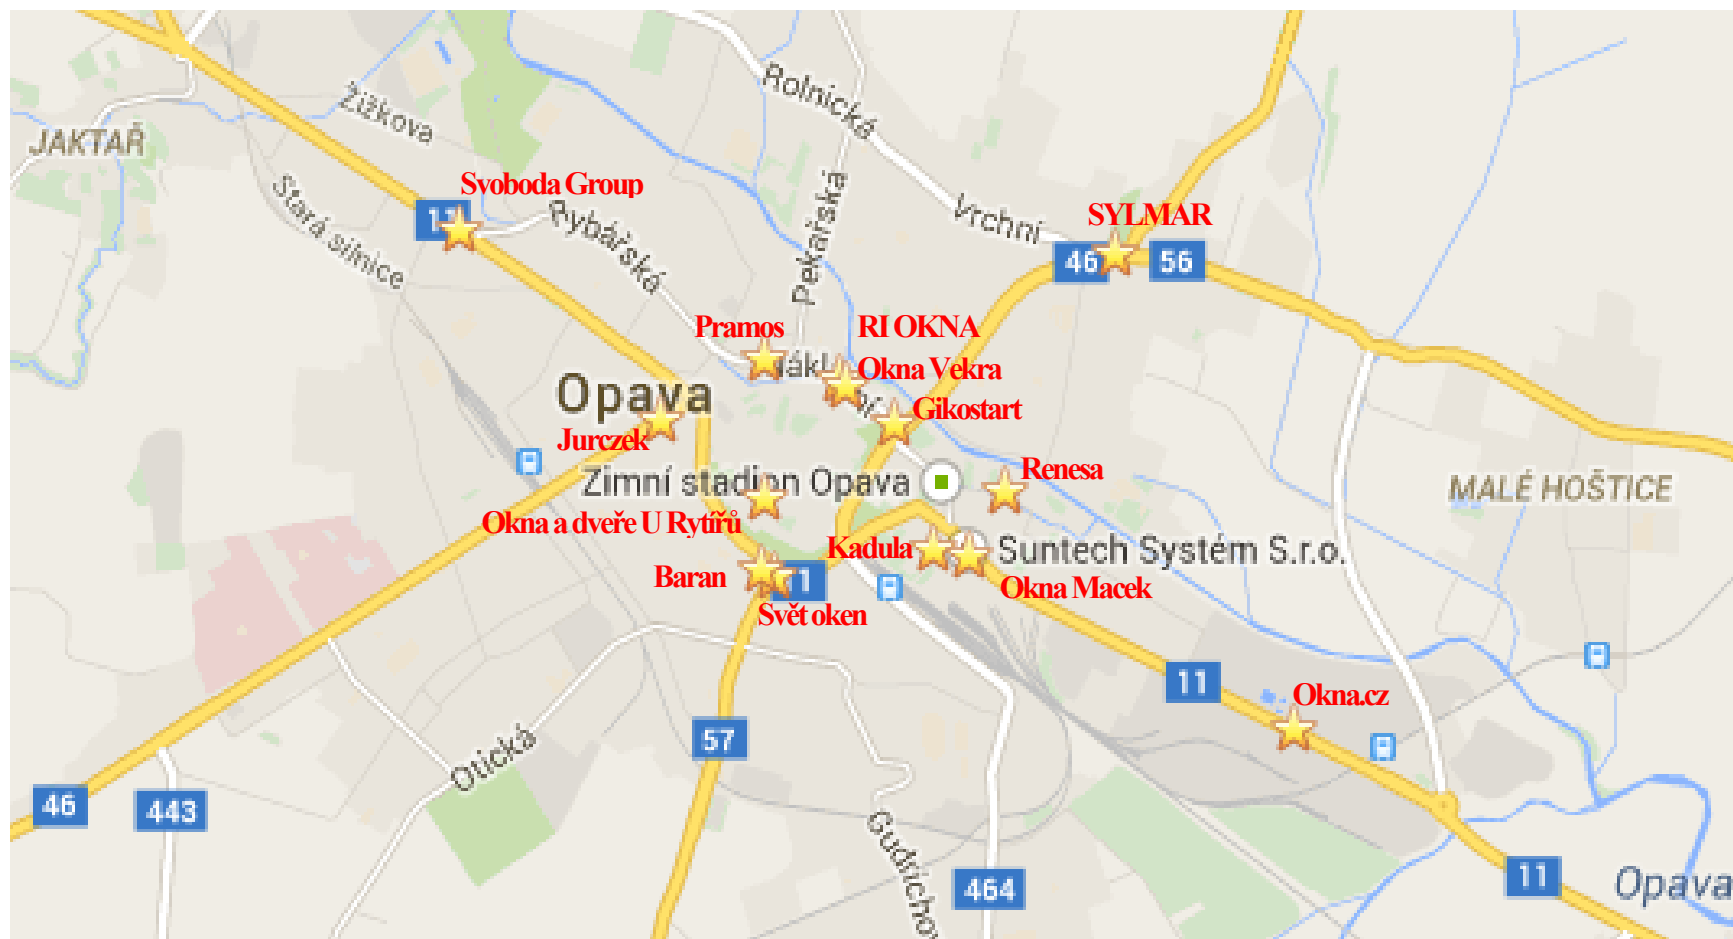 Rolnická
Žižkova
JAKTAŘ
Svoboda Group
Stará silnice
Rybářská
Pekařská
Vrchní
SYLMAR
46
56
Pramos
RI OKNA
Okna Vekra
Opava
Gikostart
Jurczek
Zimní stadion Opava
Renesa
MALÉ HOŠTICE
Okna a dveře U Rytířů
Kadula
Suntech Systém S.r.o.
Baran
Okna Macek
Svět oken
11
Okna.cz
57
Otická
46
443
464
11
Opava